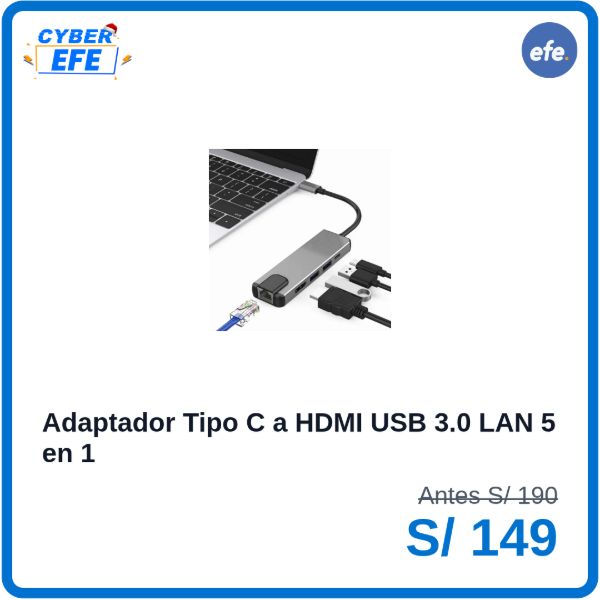 CYBER
EFE
efe.
Adaptador Tipo C a HDMI USB 3.0 LAN 5
en 1
Antes S/ 190
S/ 149